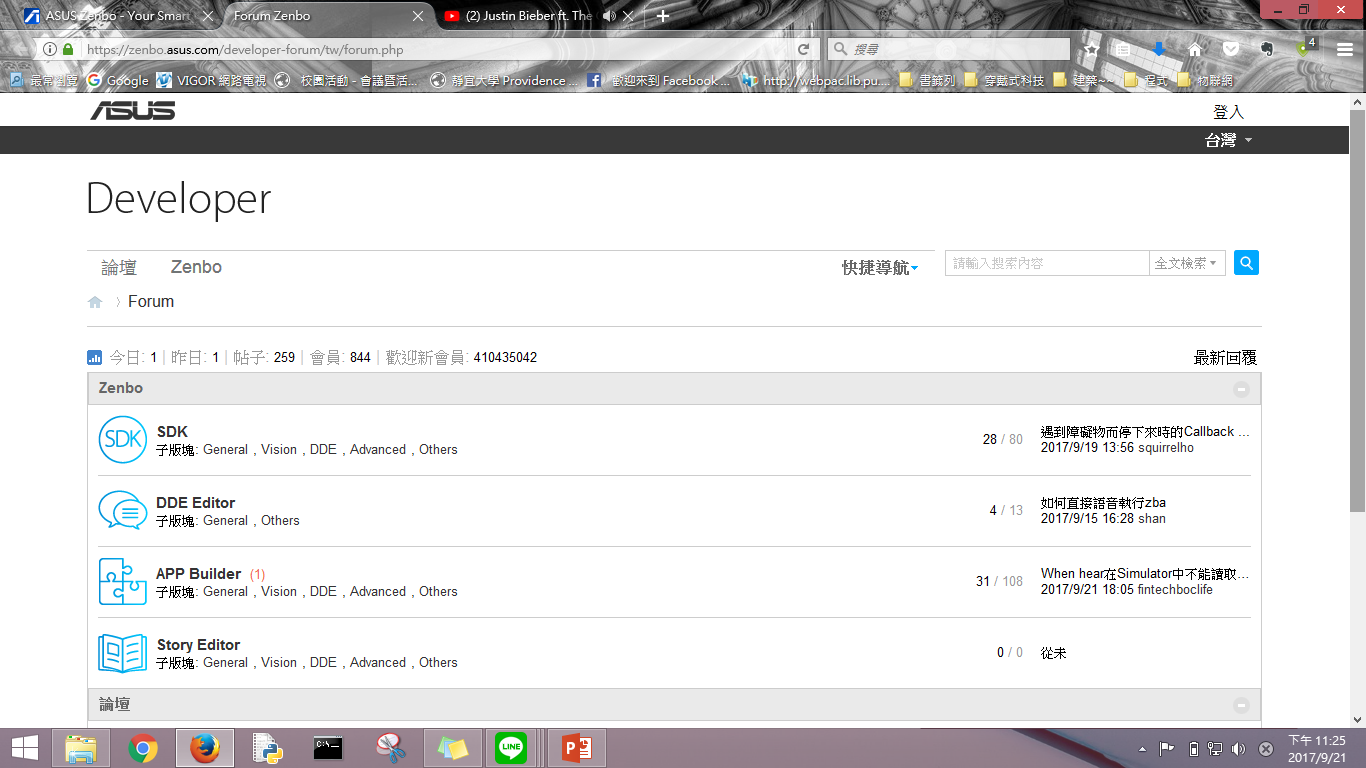 ASUS Zenbo - Your Smart
Forum Zenbo
(2) Justin Bieber ft. The
https://zenbo.asus.com/developer-forum/tw/forum.php
搜尋
4
最常瀏覽
Google
VIGOR 網路電視
校園活動 - 會議暨活...
靜宜大學 Providence ...
歡迎來到 Facebook ...
http://webpac.lib.pu....
書籤列
穿戴式科技
建築~~
程式
物聯網
ASUS
登入
台灣
Developer
論壇
Zenbo
快捷導航
請輸入搜索內容
全文檢索
Forum
今日: 1 | 昨日: 1 | 帖子: 259 | 會員: 844 | 歡迎新會員: 410435042
最新回覆
Zenbo
SDK
SDK
子版塊: General , Vision , DDE , Advanced , Others
28 / 80
遇到障礙物而停下來時的Callback ...
2017/9/19 13:56 squirrelho
DDE Editor
子版塊: General , Others
4 / 13
如何直接語音執行zba
2017/9/15 16:28 shan
APP Builder (1)
子版塊: General , Vision , DDE , Advanced , Others
31 / 108
When hear在Simulator中不能讀取...
2017/9/21 18:05 fintechboclife
Story Editor
子版塊: General , Vision , DDE , Advanced , Others
0 / 0
從未
論壇
C:\
LINE
P
下午 11:25
2017/9/21